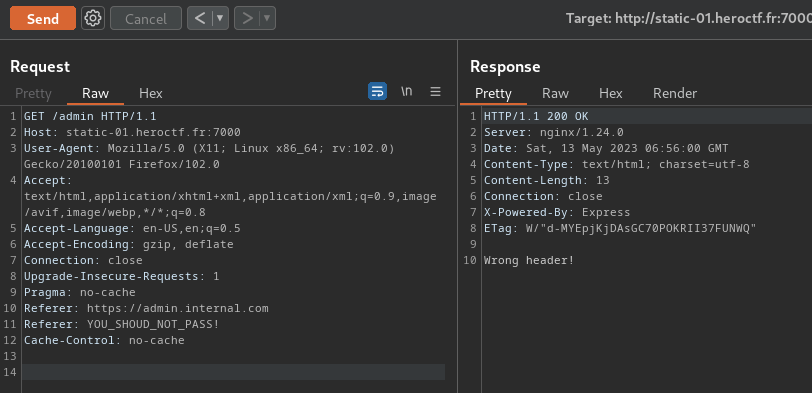 Send
Cancel
<
>
Target: http://static-01.heroctf.fr:7000
Request
Pretty Raw Hex
\n
1 GET /admin HTTP/1.1
2 Host: static-01.heroctf.fr:7000
3 User-Agent: Mozilla/5.0 (X11; Linux x86_64; rv:102.0)
Gecko/20100101 Firefox/102.0
4 Accept:
text/html,application/xhtml+xml,application/xml;q=0.9,image
/avif,image/webp,*/*;q=0.8
5 Accept-Language: en-US,en;q=0.5
6 Accept-Encoding: gzip, deflate
7 Connection: close
8 Upgrade-Insecure-Requests: 1
9 Pragma: no-cache
10 Referer: https://admin.internal.com
11 Referer: YOU_SHOUD_NOT_PASS!
12 Cache-Control: no-cache
13
14
Response
Pretty Raw Hex Render
1 HTTP/1.1 200 OK
2 Server: nginx/1.24.0
3 Date: Sat, 13 May 2023 06:56:00 GMT
4 Content-Type: text/html; charset=utf-8
5 Content-Length: 13
6 Connection: close
7 X-Powered-By: Express
8 ETag: W/"d-MYEpjKjDAsGC70POKRII37FUNWQ"
9
10 Wrong header!